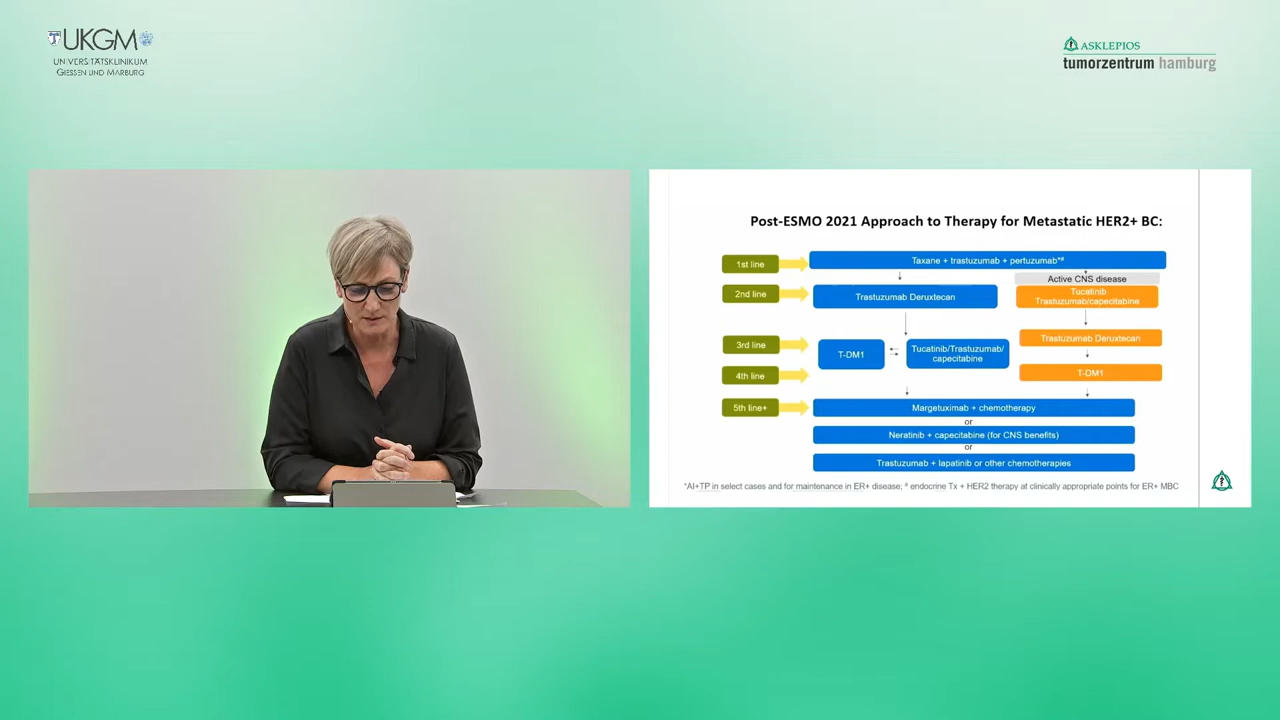 UKGM
UNIVERSITÄTSKLINIKUM
GIESSEN UND MARBURG
ASKLEPIOS
tumorzentrum hamburg
Post-ESMO 2021 Approach to Therapy for Metastatic HER2+ BC:
1st line
Taxane + trastuzumab + pertuzumab*#
Active CNS disease
2nd line
Trastuzumab Deruxtecan
Tucatinib
Trastuzumab/capecitabine
3rd line
T-DM1
Tucatinib/Trastuzumab/
capecitabine
Trastuzumab Deruxtecan
4th line
T-DM1
5th line+
Margetuximab + chemotherapy
or
Neratinib + capecitabine (for CNS benefits)
or
Trastuzumab + lapatinib or other chemotherapies
*AI+TP in select cases and for maintenance in ER+ disease; # endocrine Tx + HER2 therapy at clinically appropriate points for ER+ MBC